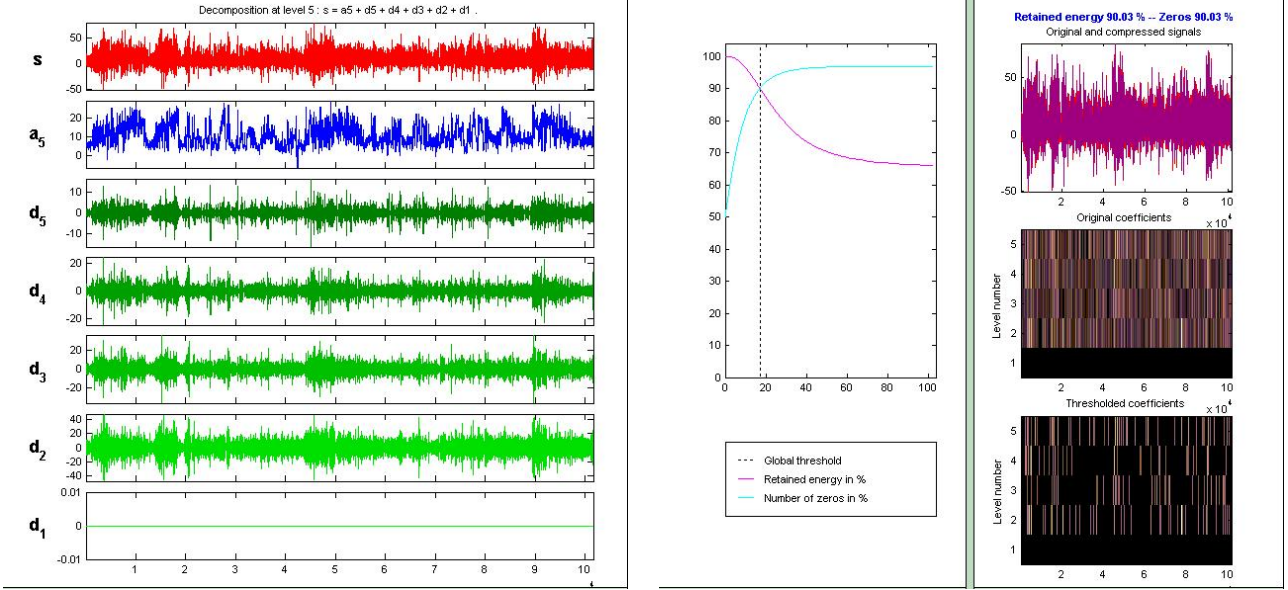 Decomposition at level 5 : s = a5 + d5 + d4 + d3 + d2 + d1 .
s
50
0
-50
a5
20
10
0
d5
10
0
-10
d4
20
0
-20
d3
20
0
-20
d2
40
20
0
-20
-40
d1
0.01
0
-0.01
1 2 3 4 5 6 7 8 9 10
100
90
80
70
60
50
40
30
20
10
0
0 20 40 60 80 100
Global threshold
Retained energy in %
Number of zeros in %
Retained energy 90.03 % -- Zeros 90.03 %
Original and compressed signals
50
0
-50
2 4 6 8 10
x 10^4
Original coefficients
Level number
5
4
3
2
1
2 4 6 8 10
x 10^4
Thresholded coefficients
Level number
5
4
3
2
1
2 4 6 8 10